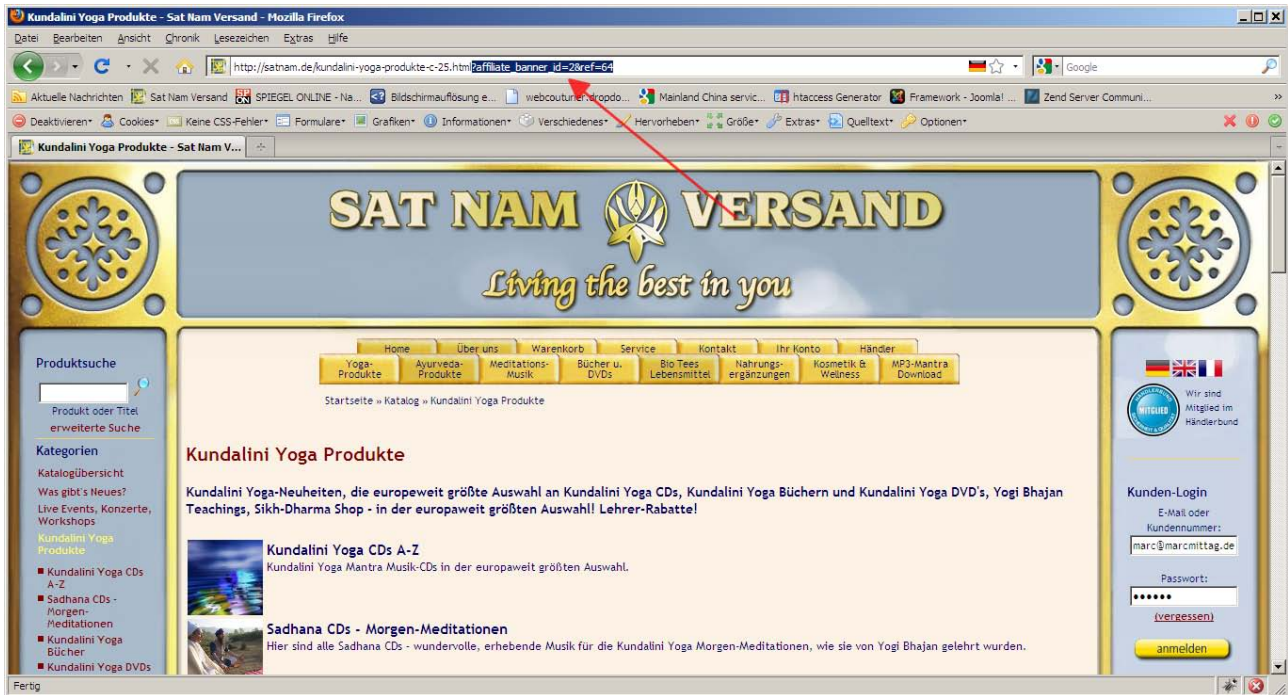 Kundalini Yoga Produkte - Sat Nam Versand - Mozilla Firefox
Datei Bearbeiten Ansicht Chronik Lesezeichen Extras Hilfe
http://satnam.de/kundalini-yoga-produkte-c-25.html?affiliate_banner_id=2&ref=64
Google
Aktuelle Nachrichten Sat Nam Versand SPIEGEL ONLINE - Na... Bildschirmauflösung e... webcouturier.dropdo... Mainland China servic... htaccess Generator Framework - Joomla! ... Zend Server Communi... »
Deaktivieren Cookies Keine CSS-Fehler Formulare Grafiken Informationen Verschiedenes Hervorheben Größe Extras Quelltext Optionen
Kundalini Yoga Produkte - Sat Nam V...
SAT NAM VERSAND
Living the best in you
Home Über uns Warenkorb Service Kontakt Ihr Konto Händler
Yoga-Produkte Ayurveda-Produkte Meditations-Musik Bücher u. DVDs Bio Tees Lebensmittel Nahrungs-ergänzungen Kosmetik & Wellness MP3-Mantra Download
Startseite » Katalog » Kundalini Yoga Produkte
Produktsuche
Produkt oder Titel
erweiterte Suche
Kategorien
Katalogübersicht
Was gibt's Neues?
Live Events, Konzerte,
Workshops
Kundalini Yoga
Produkte
Kundalini Yoga CDs
A-Z
Sadhana CDs -
Morgen-
Meditationen
Kundalini Yoga
Bücher
Kundalini Yoga DVDs
Kundalini Yoga Produkte
Kundalini Yoga-Neuheiten, die europeweit größte Auswahl an Kundalini Yoga CDs, Kundalini Yoga Büchern und Kundalini Yoga DVD's, Yogi Bhajan
Teachings, Sikh-Dharma Shop - in der europaweit größten Auswahl! Lehrer-Rabatte!
Kundalini Yoga CDs A-Z
Kundalini Yoga Mantra Musik-CDs in der europaweit größten Auswahl.
Sadhana CDs - Morgen-Meditationen
Hier sind alle Sadhana CDs - wundervolle, erhebende Musik für die Kundalini Yoga Morgen-Meditationen, wie sie von Yogi Bhajan gelehrt wurden.
MITGLIED
Wir sind
Mitglied im
Händlerbund
Kunden-Login
E-Mail oder
Kundennummer:
marc@marcmittag.de
Passwort:
••••••
(vergessen)
anmelden
Fertig